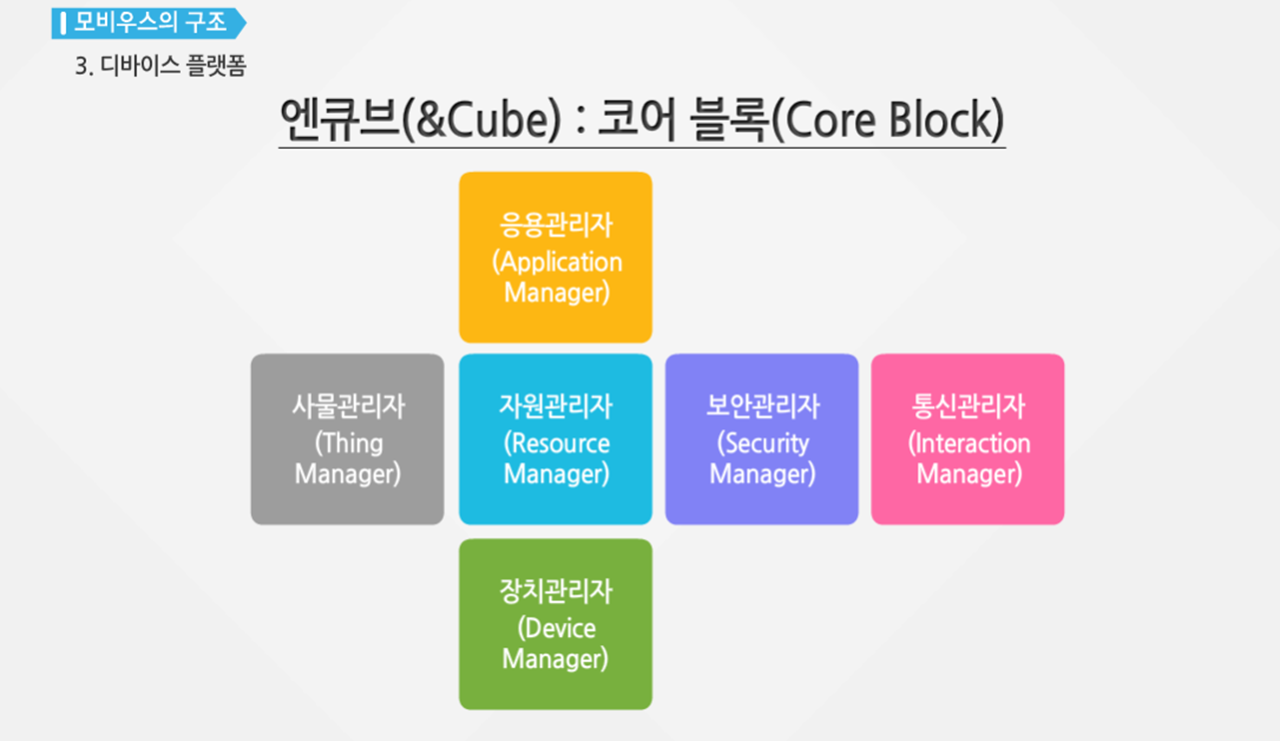 모비우스의 구조
3. 디바이스 플랫폼
엔큐브(&Cube) : 코어 블록(Core Block)
응용관리자
(Application
Manager)
사물관리자
(Thing
Manager)
자원관리자
(Resource
Manager)
보안관리자
(Security
Manager)
통신관리자
(Interaction
Manager)
장치관리자
(Device
Manager)